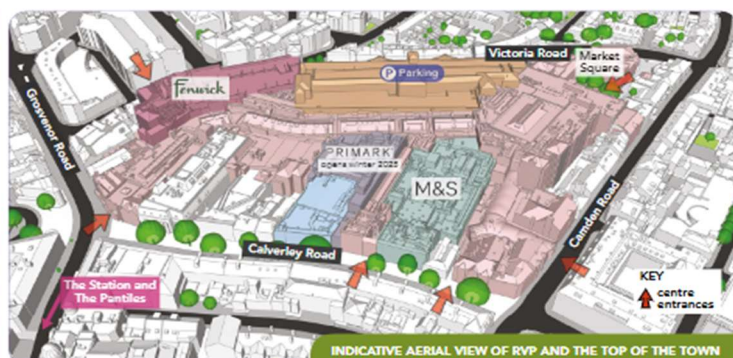 Victoria Road
Market
Square
Parking
Fenwick
Grosvenor Road
PRIMARK
opens winter 2025
M&S
Camden Road
Calverley Road
KEY
centre
entrances
The Station and
The Pantiles
INDICATIVE AERIAL VIEW OF RVP AND THE TOP OF THE TOWN